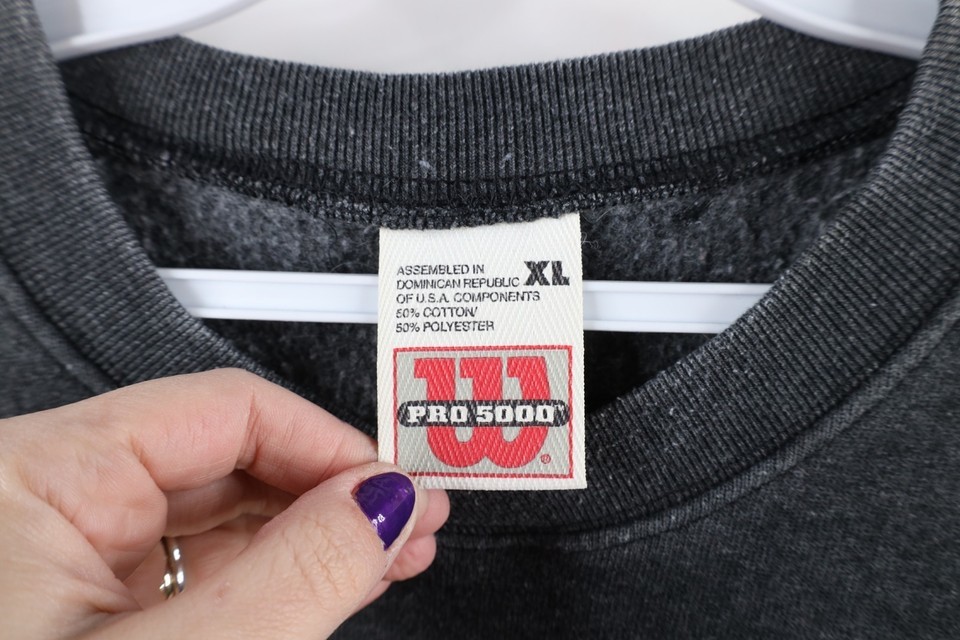 ASSEMBLED IN
DOMINICAN REPUBLIC XL
OF U.S.A. COMPONENTS
50% COTTON/
50% POLYESTER
W
PRO 5000
®